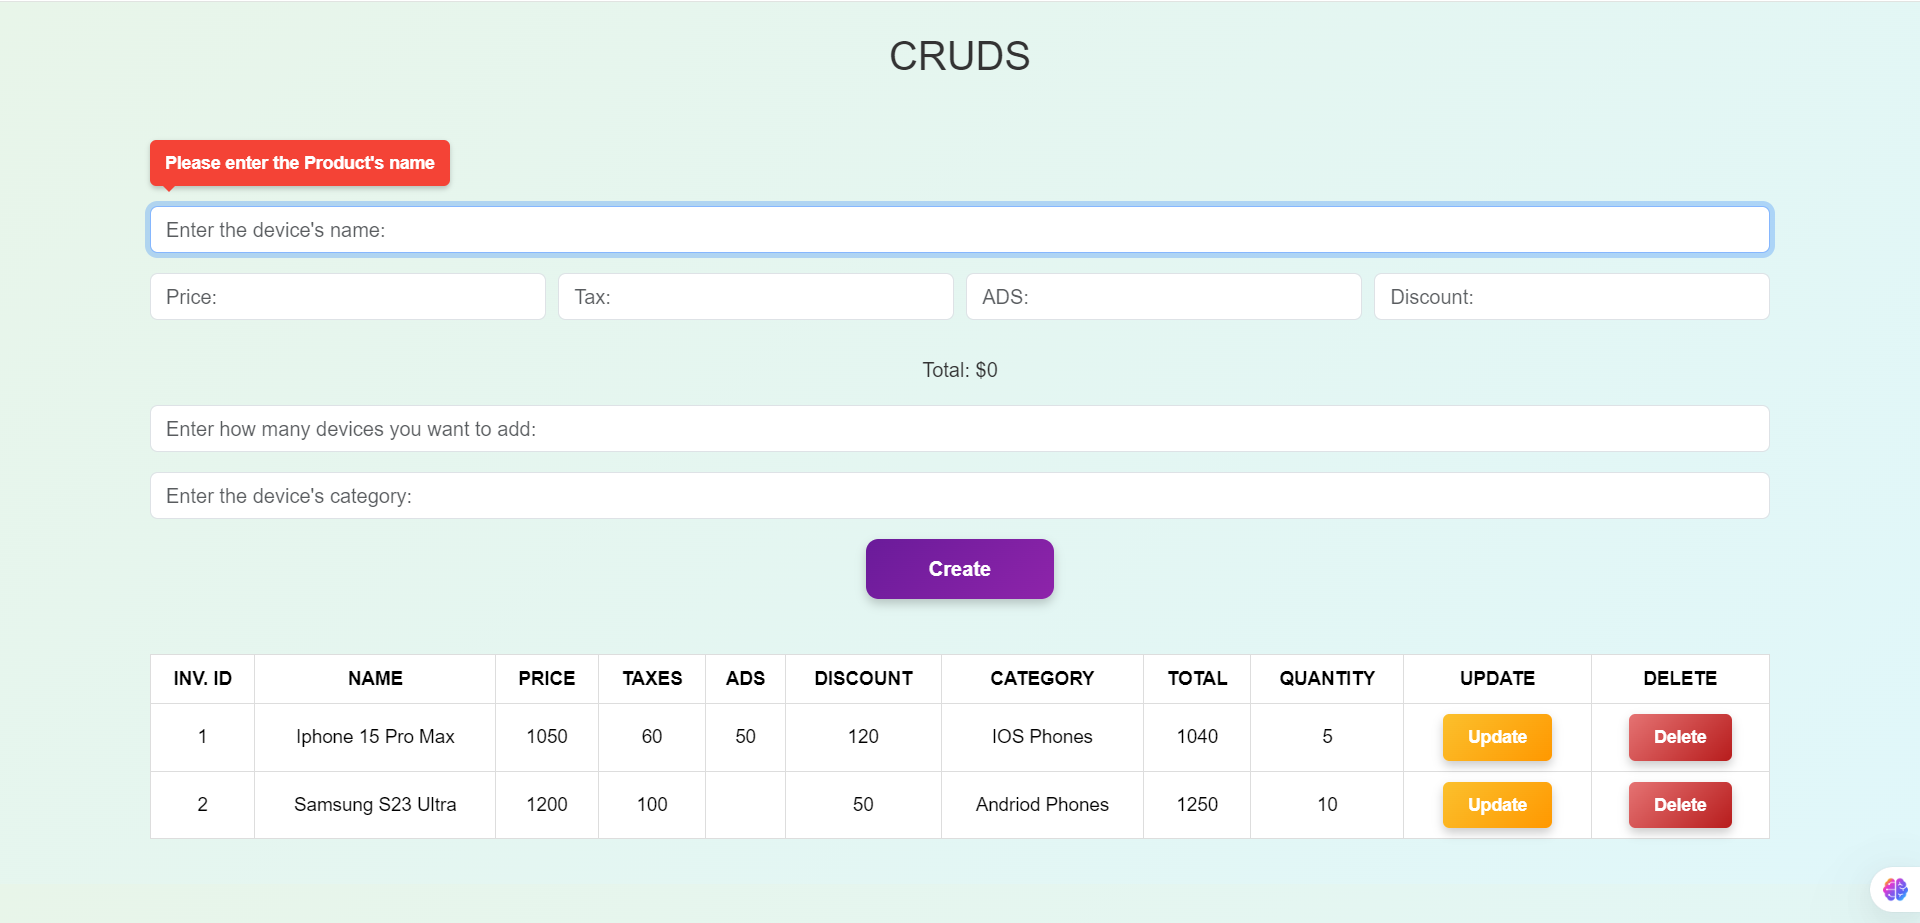 CRUDS
Please enter the Product's name
Enter the device's name:
Price: Tax: ADS: Discount:
Total: $0
Enter how many devices you want to add:
Enter the device's category:
Create
INV. ID NAME PRICE TAXES ADS DISCOUNT CATEGORY TOTAL QUANTITY UPDATE DELETE
1 Iphone 15 Pro Max 1050 60 50 120 IOS Phones 1040 5 Update Delete
2 Samsung S23 Ultra 1200 100 50 Andriod Phones 1250 10 Update Delete